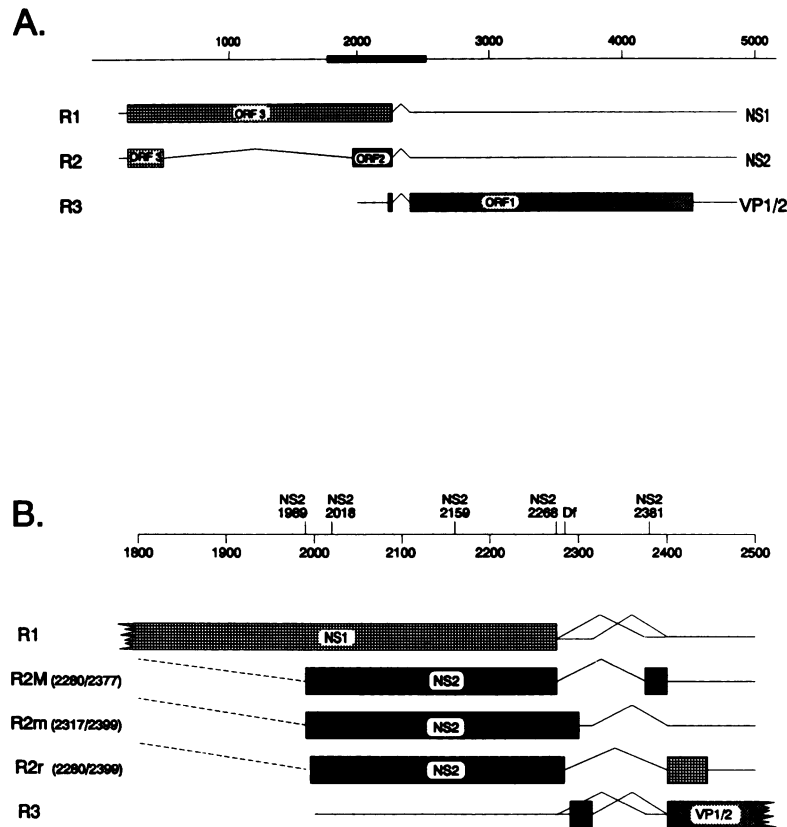 A.
1000 2000 3000 4000 5000
R1 ORF 3 NS1
R2 ORF 3 ORF2 NS2
R3 ORF1 VP1/2
B.
NS2 NS2 NS2 NS2 NS2
1989 2018 2159 2268 Df 2381
1800 1900 2000 2100 2200 2300 2400 2500
R1 NS1
R2M (2280/2377) NS2
R2m (2317/2399) NS2
R2r (2280/2399) NS2
R3 VP1/2